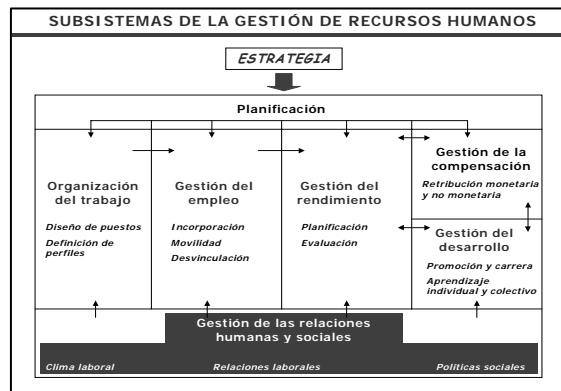 SUBSISTEMAS DE LA GESTIÓN DE RECURSOS HUMANOS
ESTRATEGIA
Planificación
Organización
del trabajo
Diseño de puestos
Definición de
perfiles
Gestión del
empleo
Incorporación
Movilidad
Desvinculación
Gestión del
rendimiento
Planificación
Evaluación
Gestión de la
compensación
Retribución monetaria
y no monetaria
Gestión del
desarrollo
Promoción y carrera
Aprendizaje
individual y colectivo
Gestión de las relaciones
humanas y sociales
Clima laboral
Relaciones laborales
Políticas sociales